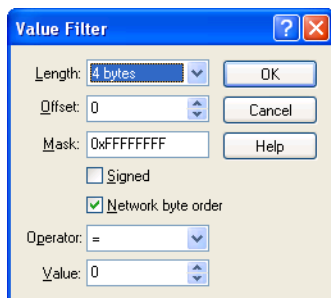 Value Filter
Length: 4 bytes
OK
Offset: 0
Cancel
Mask: 0xFFFFFFFF
Help
Signed
Network byte order
Operator: =
Value: 0